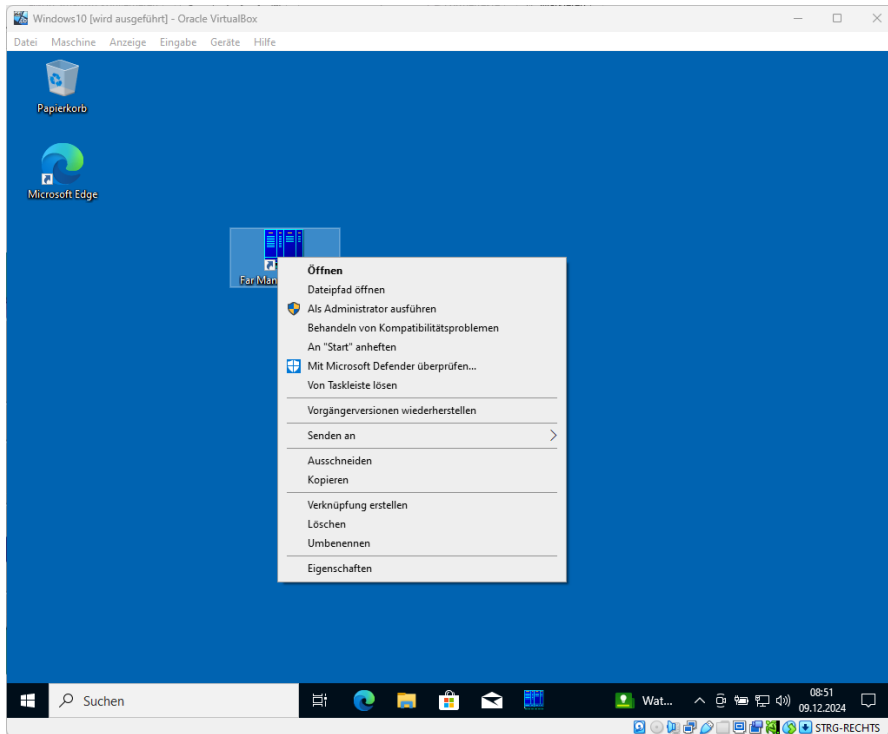 Windows10 [wird ausgeführt] - Oracle VirtualBox
Datei Maschine Anzeige Eingabe Geräte Hilfe
Papierkorb
Microsoft Edge
Far Man
Öffnen
Dateipfad öffnen
Als Administrator ausführen
Behandeln von Kompatibilitätsproblemen
An "Start" anheften
Mit Microsoft Defender überprüfen...
Von Taskleiste lösen
Vorgängerversionen wiederherstellen
Senden an
Ausschneiden
Kopieren
Verknüpfung erstellen
Löschen
Umbenennen
Eigenschaften
Suchen
Wat...
08:51
09.12.2024
STRG-RECHTS